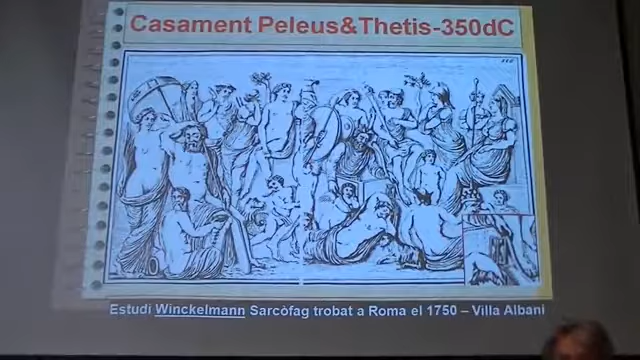 Casament Peleus&Thetis-350dC
Estudi Winckelmann Sarcòfag trobat a Roma el 1750 – Villa Albani